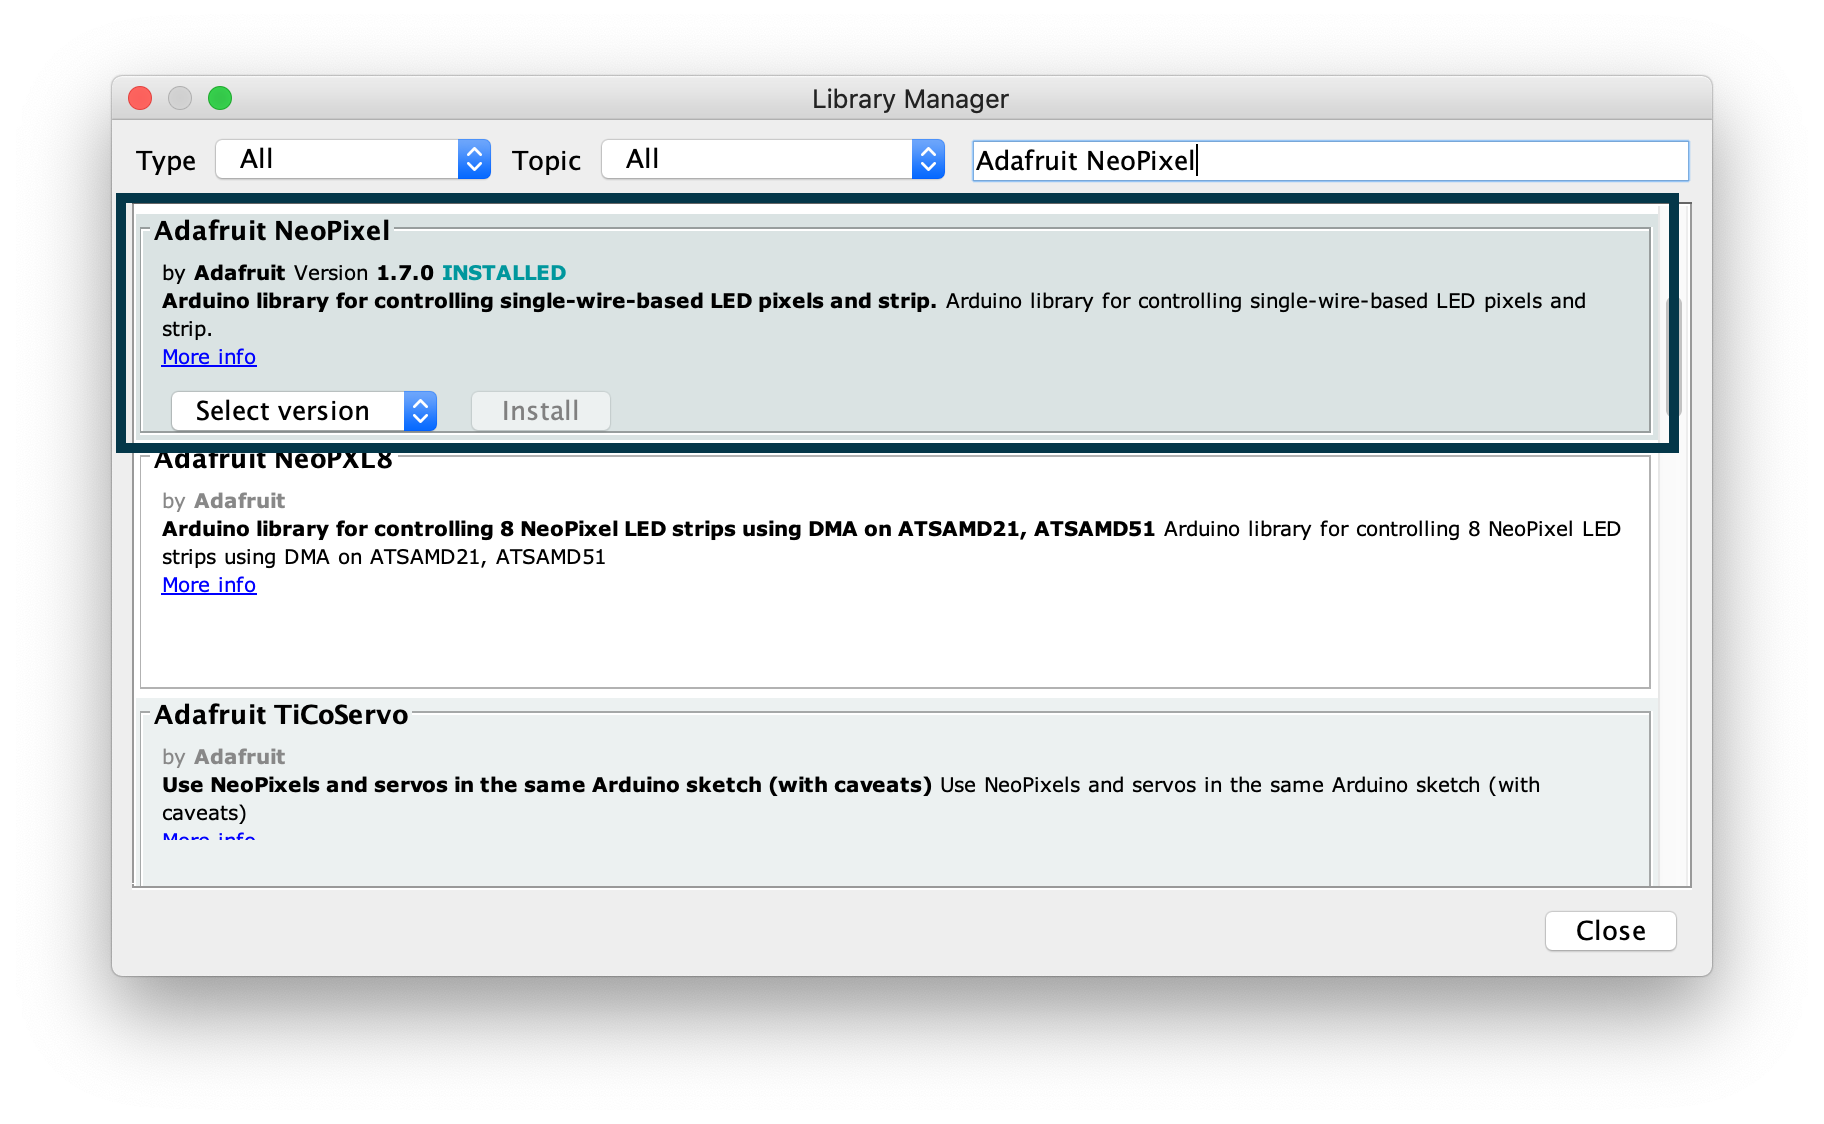 Library Manager
Type All Topic All Adafruit NeoPixel
Adafruit NeoPixel
by Adafruit Version 1.7.0 INSTALLED
Arduino library for controlling single-wire-based LED pixels and strip. Arduino library for controlling single-wire-based LED pixels and
strip.
More info
Select version Install
Adafruit NeoPXL8
by Adafruit
Arduino library for controlling 8 NeoPixel LED strips using DMA on ATSAMD21, ATSAMD51 Arduino library for controlling 8 NeoPixel LED
strips using DMA on ATSAMD21, ATSAMD51
More info
Adafruit TiCoServo
by Adafruit
Use NeoPixels and servos in the same Arduino sketch (with caveats) Use NeoPixels and servos in the same Arduino sketch (with
caveats)
More info
Close